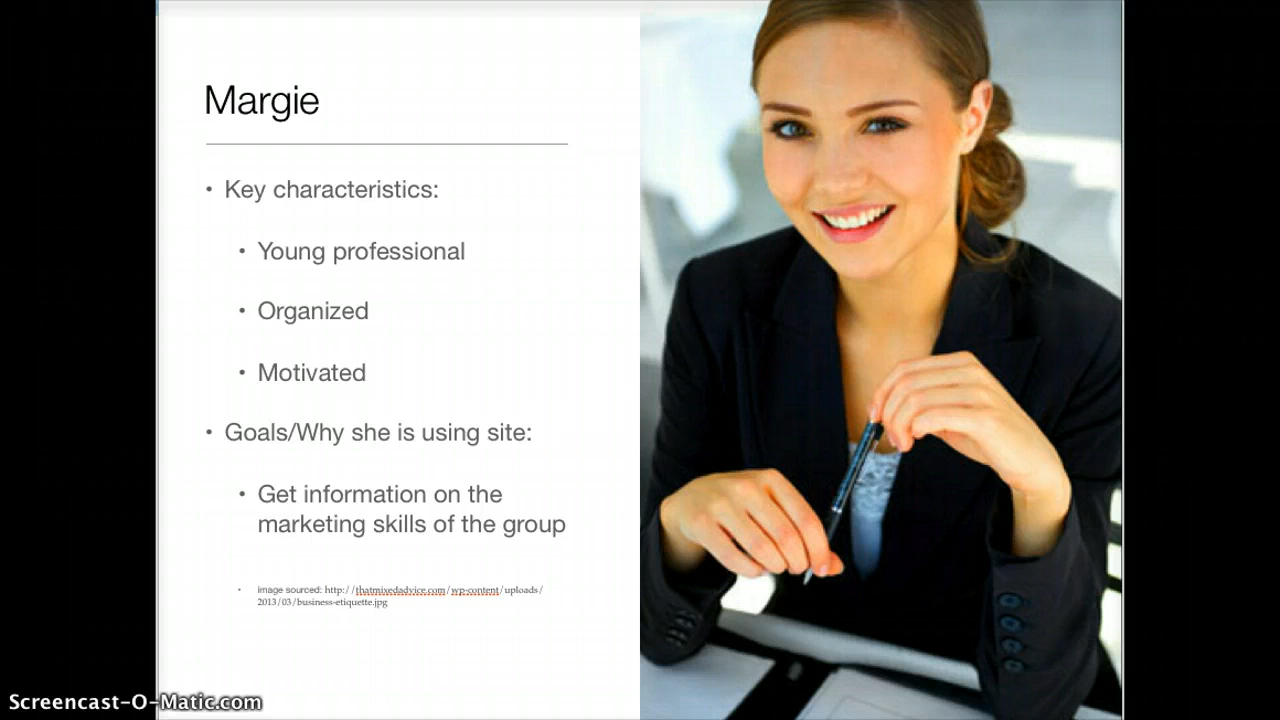 Margie
• Key characteristics:
• Young professional
• Organized
• Motivated
• Goals/Why she is using site:
• Get information on the
marketing skills of the group
• Image sourced: http://thatmixedadvice.com/wp-content/uploads/
2013/03/business-etiquette.jpg
Screencast-O-Matic.com